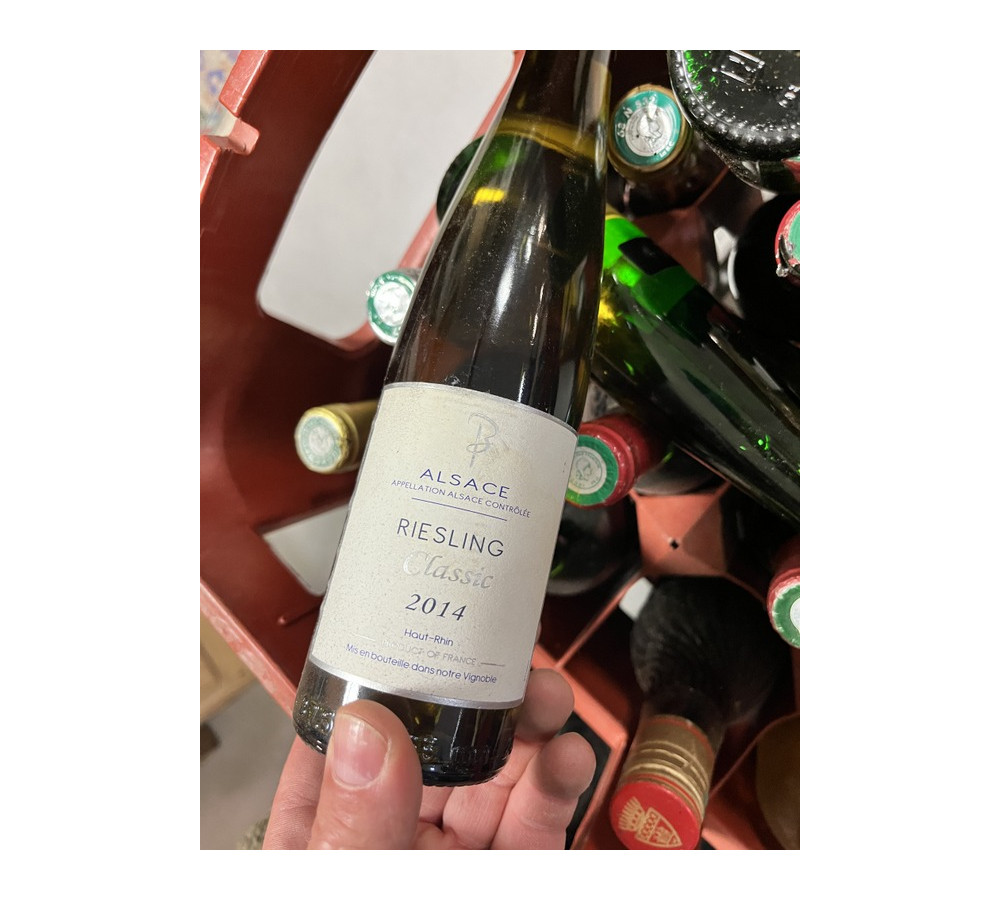 ALSACE
APPELLATION ALSACE CONTRÔLÉE
RIESLING
Classic
2014
Haut-Rhin
OF FRANCE
Mis en bouteille dans notre Vignoble